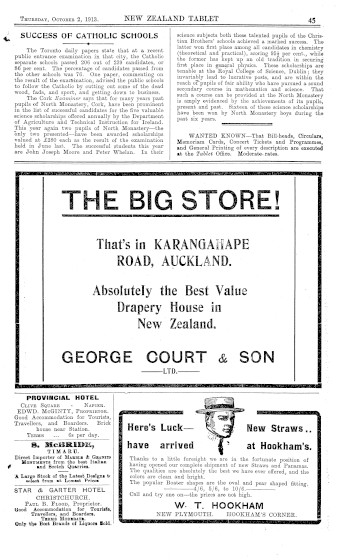 Thursday, October 2, 1913.
NEW ZEALAND TABLET
45
SUCCESS OF CATHOLIC SCHOOLS
The Toronto daily papers state that at a recent
public entrance examination in that city, the Catholic
separate schools passed 206 out of 239 candidates, or
86 per cent. The percentage of candidates passed from
the other schools was 76. One paper, commenting on
the result of the examination, advised the public schools
to follow the Catholic by cutting out some of the dead
wood, fads, and sport, and getting down to business.
The Cork Examiner says that for many years past
pupils of North Monastery, Cork, have been prominent
in the list of successful candidates for the five valuable
science scholarships offered annually by the Department
of Agriculture and Technical Instruction for Ireland.
This year again two pupils of North Monastery—the
only two presented—have been awarded scholarships
valued at £280 each as the result of the examination
held in June last. The successful students this year
are John Joseph Moore and Peter Whelan. In their
science subjects both these talented pupils of the Chris-
tian Brothers' schools achieved a marked success. The
latter won first place among all candidates in chemistry
(theoretical and practical), scoring per cent., while
the former has kept up an old tradition in securing
first place in general physics. These scholarships are
tenable at the Royal College of Science, Dublin; they
invariably lead to lucrative posts, and are within the
reach of pupils of fair ability who have pursued a sound
secondary course in mathematics and science. That
such a course can be provided at the North Monastery
is amply evidenced by the achievements of its pupils,
present and past. Sixteen of these science scholarships
have been won by North Monastery boys during the
past six years.
WANTED KNOWN—That Bill-heads, Circulars,
Memoriam Cards, Concert Tickets and Programmes,
and General Printing of every description are executed
at the Tablet Office. Moderate rates.
THE BIG STORE!
That's in KARANGAHAPE
ROAD, AUCKLAND.
Absolutely the Best Value
Drapery House in
New Zealand.
GEORGE COURT & SON
LTD.
PROVINCIAL HOTEL
Clive Square - Napier.
EDWD. McGINTY, Proprietor.
Good Accommodation for Tourists,
Travellers, and Boarders. Brick
house near Station.
Terms 6s per day.
S. McBRIDE,
TIMARU.
Direct Importer of Marble & Granite
Monuments from the best Italian
and Scotch Quarries.
A Large Stock of the Latest Designs to
select from at Lowest Prices
STAR & GARTER HOTEL
CHRISTCHURCH.
Paul B. Flood, Proprietor.
Good Accommodation for Tourists,
Travellers, and Boarders.
Terms Moderate.
Only the Best Brands of Liquors Sold.
Here's Luck— New Straws..
have arrived at Hookham's.
Thanks to a little foresight we are in the fortunate position of
having opened our complete shipment of new Straws and Panamas.
The qualities are absolutely the best we have ever offered, and the
colors are clean and bright.
The popular Boater shapes are the oval and pear shaped fitting.
4/6, 5/6, to 10/6.
Call and try one on—the prices are not high.
W. T. HOOKHAM
NEW PLYMOUTH. HOOKHAM'S CORNER.